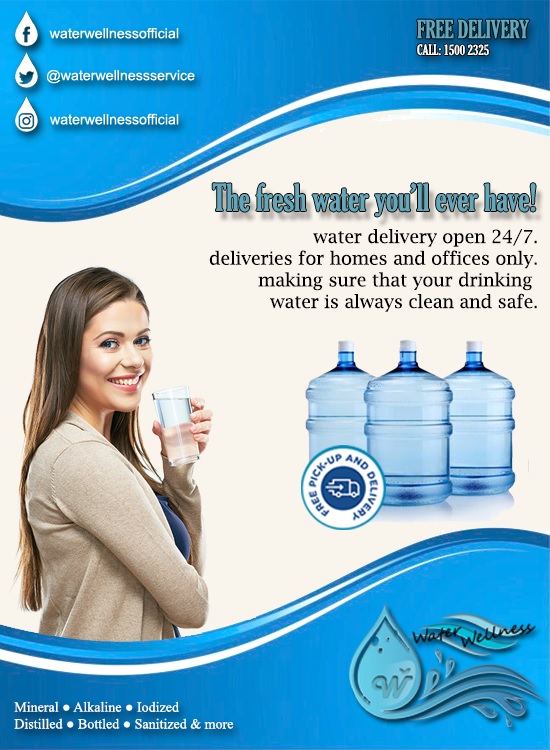 waterwellnessofficial
@waterwellnessservice
waterwellnessofficial
FREE DELIVERY
CALL: 1500 2325
The fresh water you'll ever have!
water delivery open 24/7.
deliveries for homes and offices only.
making sure that your drinking
water is always clean and safe.
FREE PICK-UP AND DELIVERY
Water Wellness
W
Mineral ● Alkaline ● Iodized
Distilled ● Bottled ● Sanitized & more